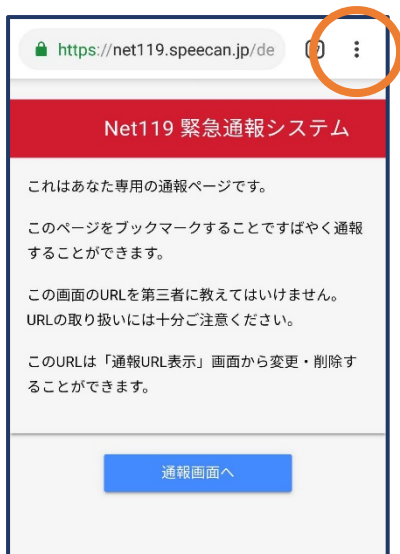 https://net119.speecan.jp/de
Net119 緊急通報システム
これはあなた専用の通報ページです。
このページをブックマークすることですばやく通報
することができます。
この画面のURLを第三者に教えてはいけません。
URLの取り扱いには十分ご注意ください。
このURLは「通報URL表示」画面から変更・削除す
ることができます。
通報画面へ